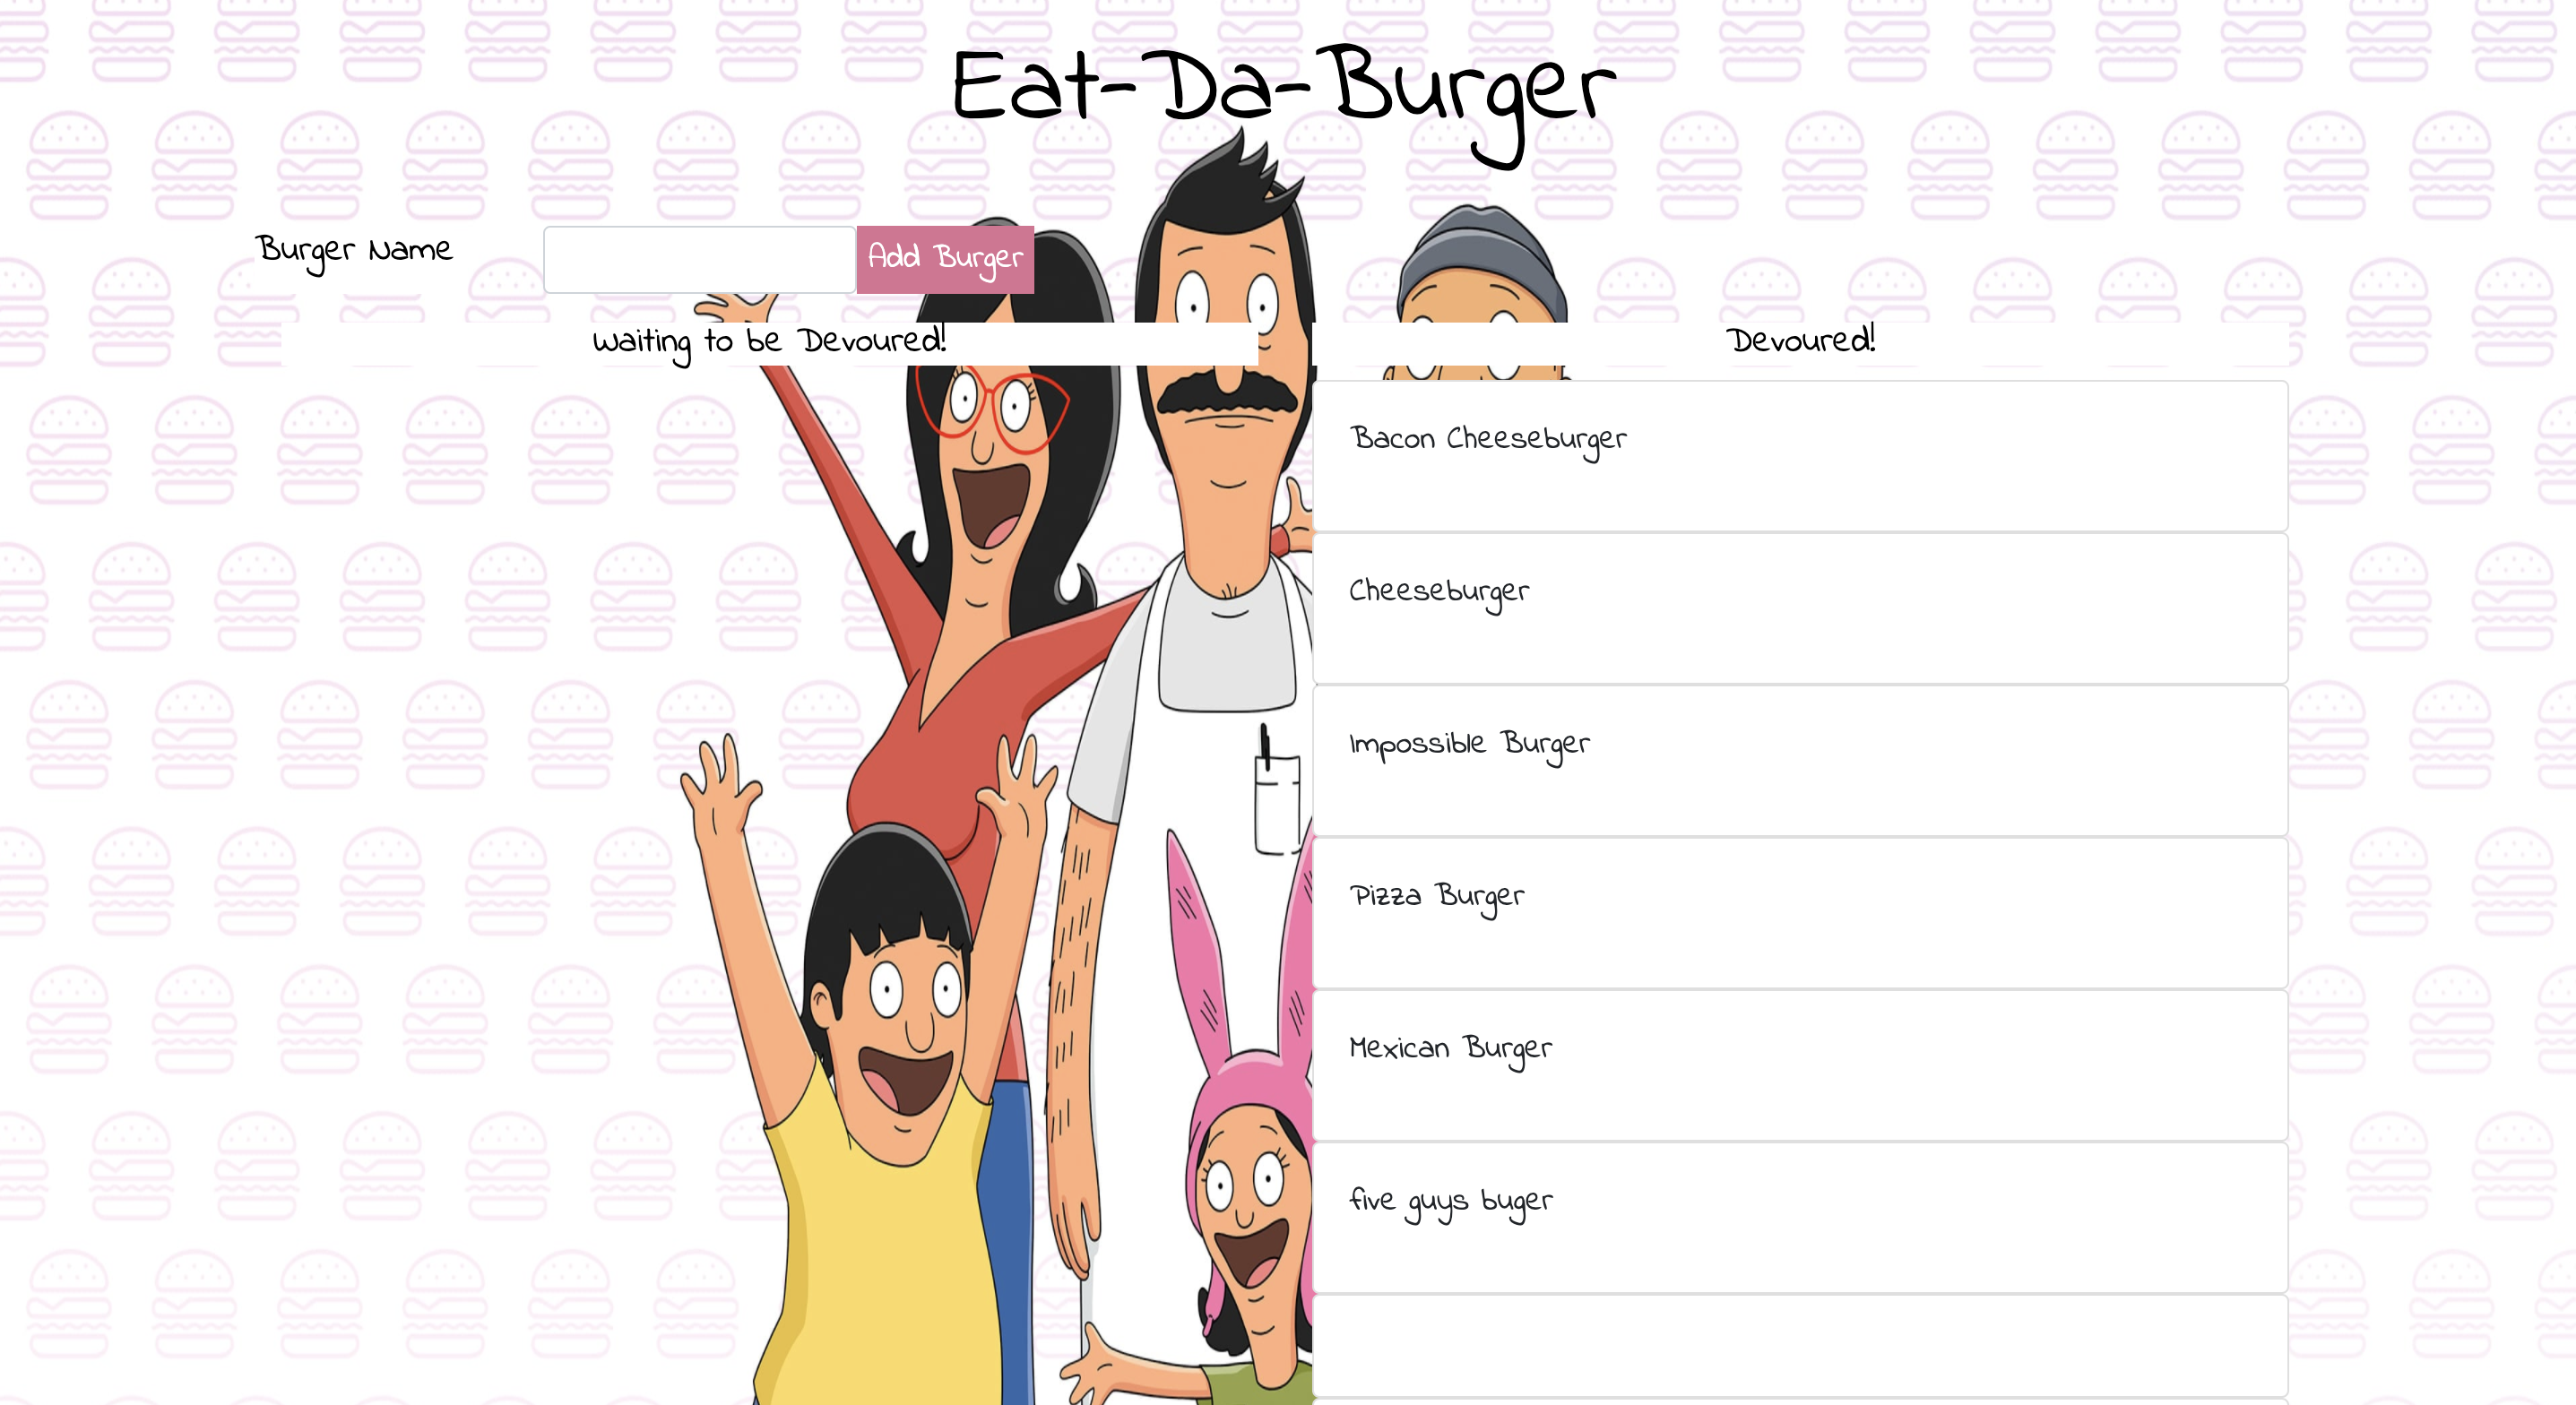 Eat-Da-Burger
Burger Name
Add Burger
Waiting to be Devoured!
Devoured!
Bacon Cheeseburger
Cheeseburger
Impossible Burger
Pizza Burger
Mexican Burger
five guys buger